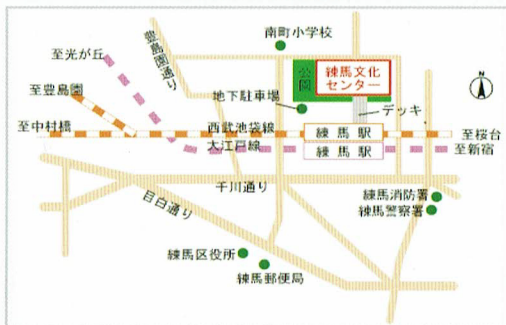 南町小学校
至光が丘
豊島園通り
公園
練馬文化
センター
至豊島園
地下駐車場
デッキ
N
至中村橋
西武池袋線
練馬駅
至桜台
大江戸線
練馬駅
至新宿
千川通り
目白通り
練馬消防署
練馬警察署
練馬区役所
練馬郵便局